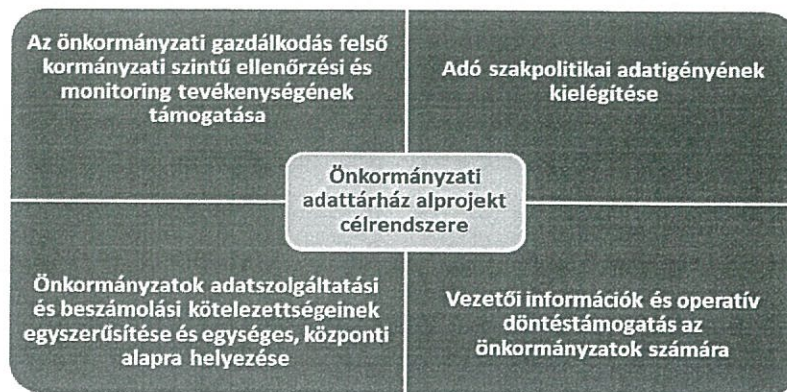 Az önkormányzati gazdálkodás felső
kormányzati szintű ellenőrzési és
monitoring tevékenységének
támogatása
Adó szakpolitikai adatigényének
kielégítése
Önkormányzati
adattárház alprojekt
célrendszere
Önkormányzatok adatszolgáltatási
és beszámolási kötelezettségeinek
egyszerűsítése és egységes, központi
alapra helyezése
Vezetői információk és operatív
döntéstámogatás az
önkormányzatok számára